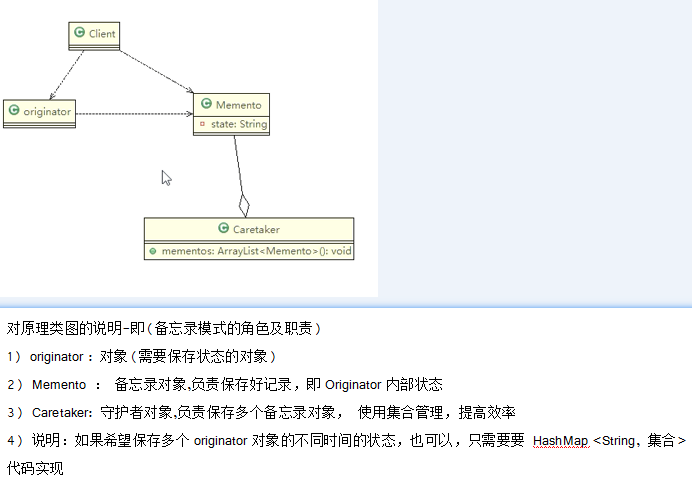 Client
originator
Memento
state: String
Caretaker
mementos: ArrayList<Memento>(): void
对原理类图的说明-即(备忘录模式的角色及职责)
1) originator : 对象(需要保存状态的对象)
2) Memento : 备忘录对象,负责保存好记录，即 Originator 内部状态
3) Caretaker: 守护者对象,负责保存多个备忘录对象， 使用集合管理，提高效率
4) 说明：如果希望保存多个 originator 对象的不同时间的状态，也可以，只需要要 HashMap <String, 集合>
代码实现